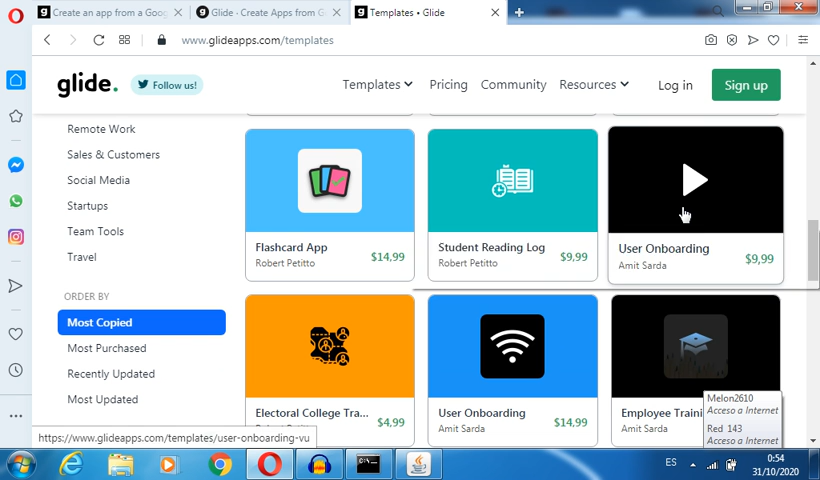 Create an app from a Goog
Glide - Create Apps from G
Templates • Glide
www.glideapps.com/templates
glide.
Follow us!
Templates
Pricing
Community
Resources
Log in
Sign up
Remote Work
Sales & Customers
Social Media
Startups
Team Tools
Travel
ORDER BY
Most Copied
Most Purchased
Recently Updated
Most Updated
Flashcard App
Robert Petitto
$14,99
Student Reading Log
Robert Petitto
$9,99
User Onboarding
Amit Sarda
$9,99
Electoral College Tra...
$4,99
User Onboarding
Amit Sarda
$14.99
Employee Traini
Amit Sarda
Melon2610
Acceso a Internet
Red 143
Acceso a Internet
https://www.glideapps.com/templates/user-onboarding-vu
ES
0:54
31/10/2020